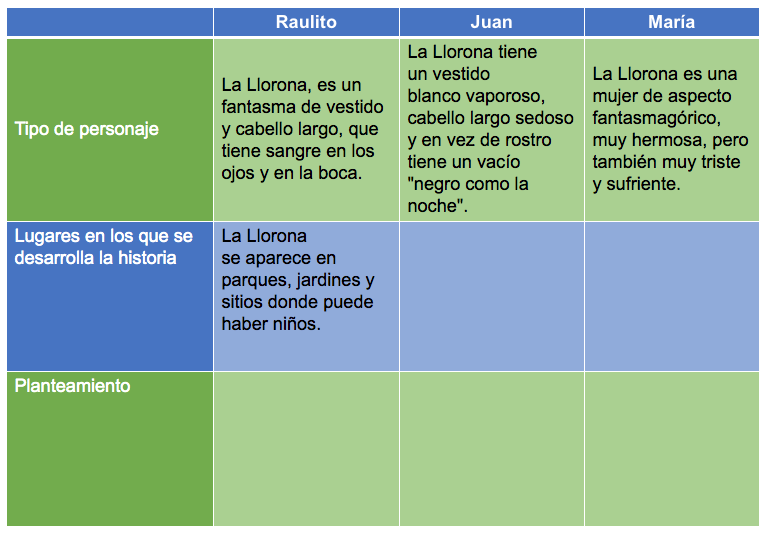 Raulito
Juan
María
Tipo de personaje
La Llorona, es un
fantasma de vestido
y cabello largo, que
tiene sangre en los
ojos y en la boca.
La Llorona tiene
un vestido
blanco vaporoso,
cabello largo sedoso
y en vez de rostro
tiene un vacío
"negro como la
noche".
La Llorona es una
mujer de aspecto
fantasmagórico,
muy hermosa, pero
también muy triste
y sufriente.
Lugares en los que se
desarrolla la historia
La Llorona
se aparece en
parques, jardines y
sitios donde puede
haber niños.
Planteamiento